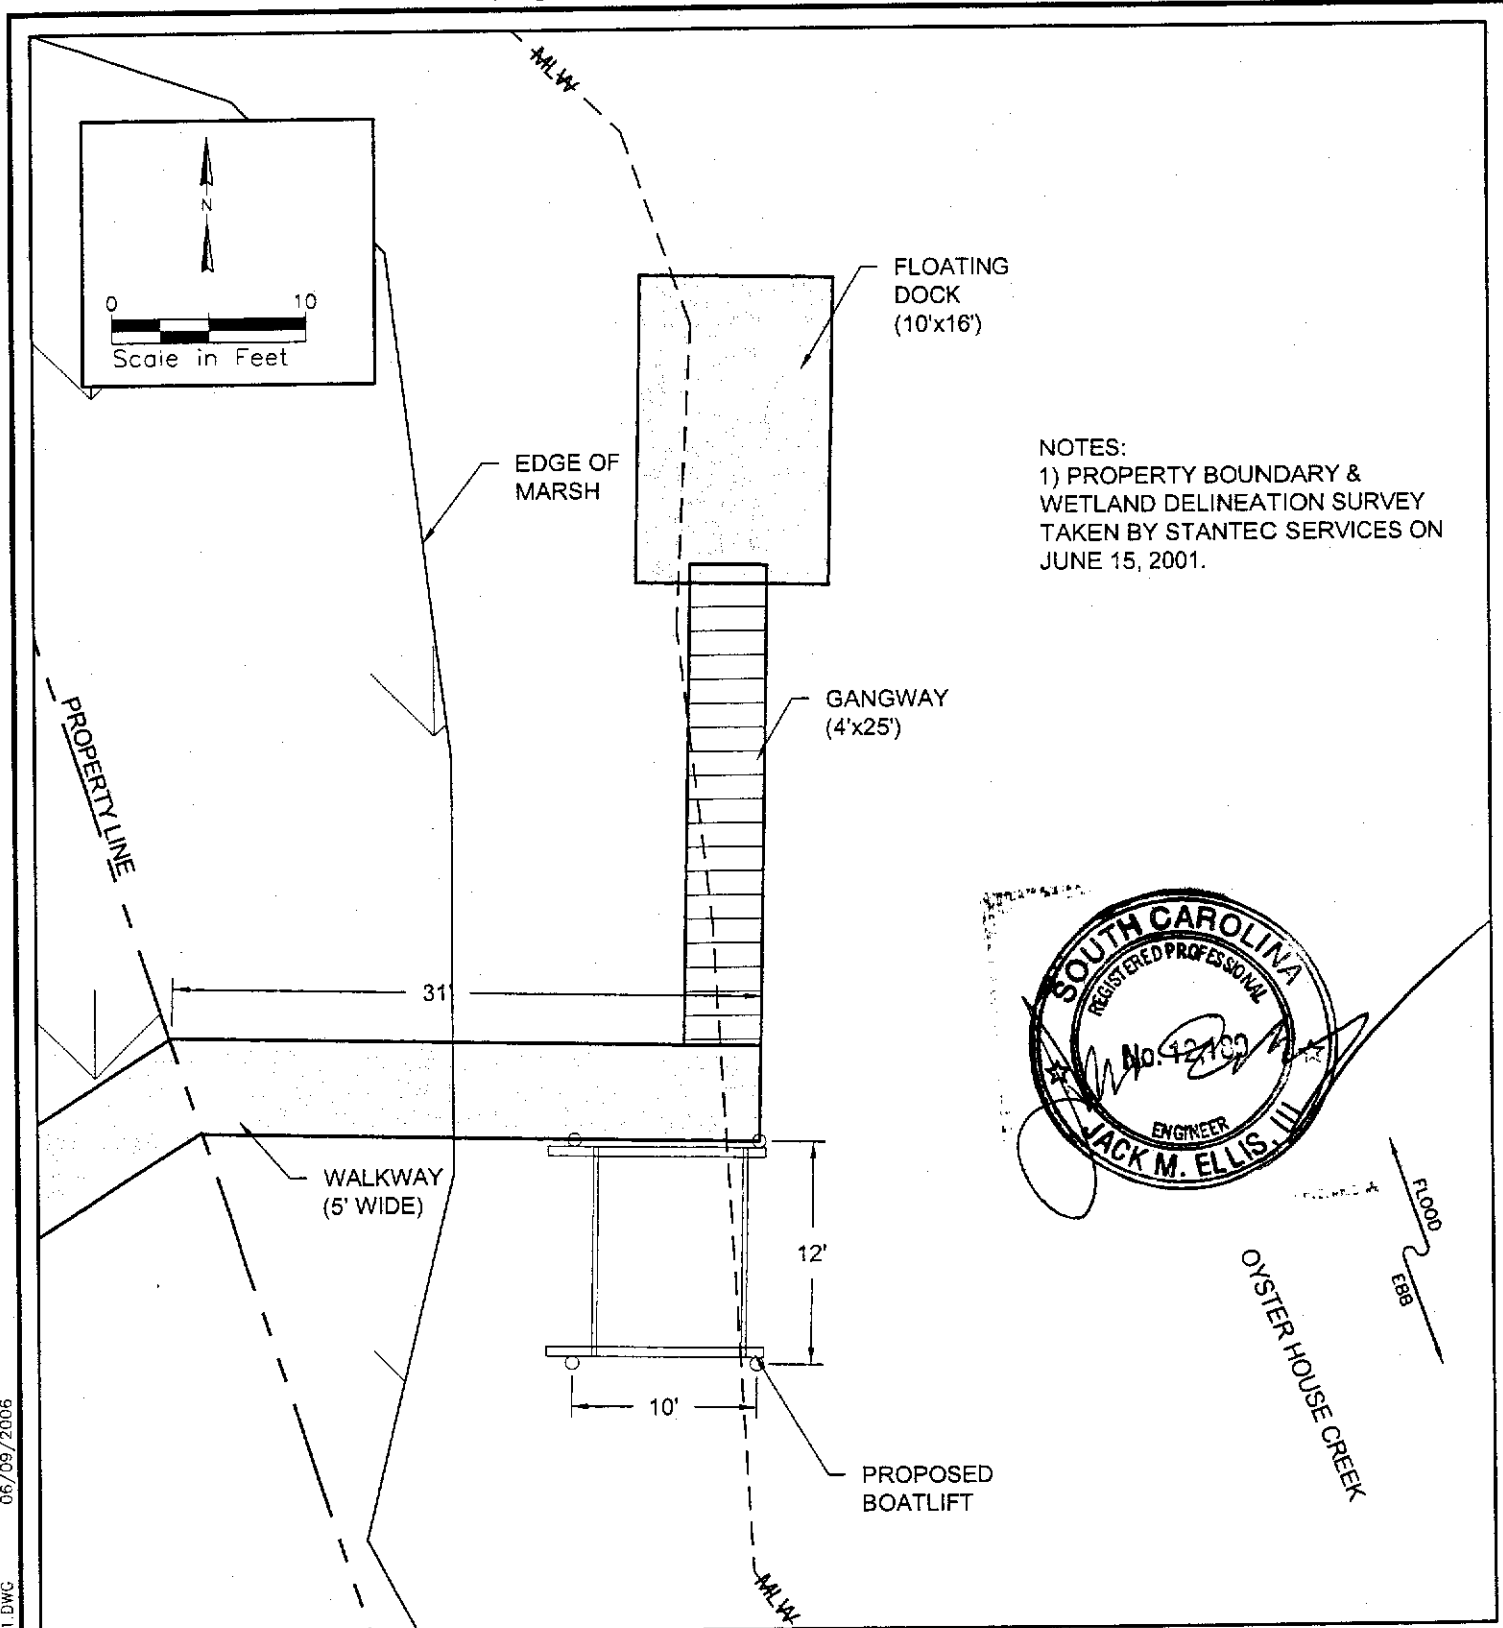 MLW
N
0 10
Scale in Feet
FLOATING
DOCK
(10'x16')
EDGE OF
MARSH
NOTES:
1) PROPERTY BOUNDARY &
WETLAND DELINEATION SURVEY
TAKEN BY STANTEC SERVICES ON
JUNE 15, 2001.
GANGWAY
(4'x25')
PROPERTY LINE
31'
SOUTH CAROLINA
REGISTERED PROFESSIONAL
No.
ENGINEER
JACK M. ELLIS, III
WALKWAY
(5' WIDE)
12'
FLOOD
EBB
OYSTER HOUSE CREEK
10'
PROPOSED
BOATLIFT
MLW
1.DWG 06/09/2006